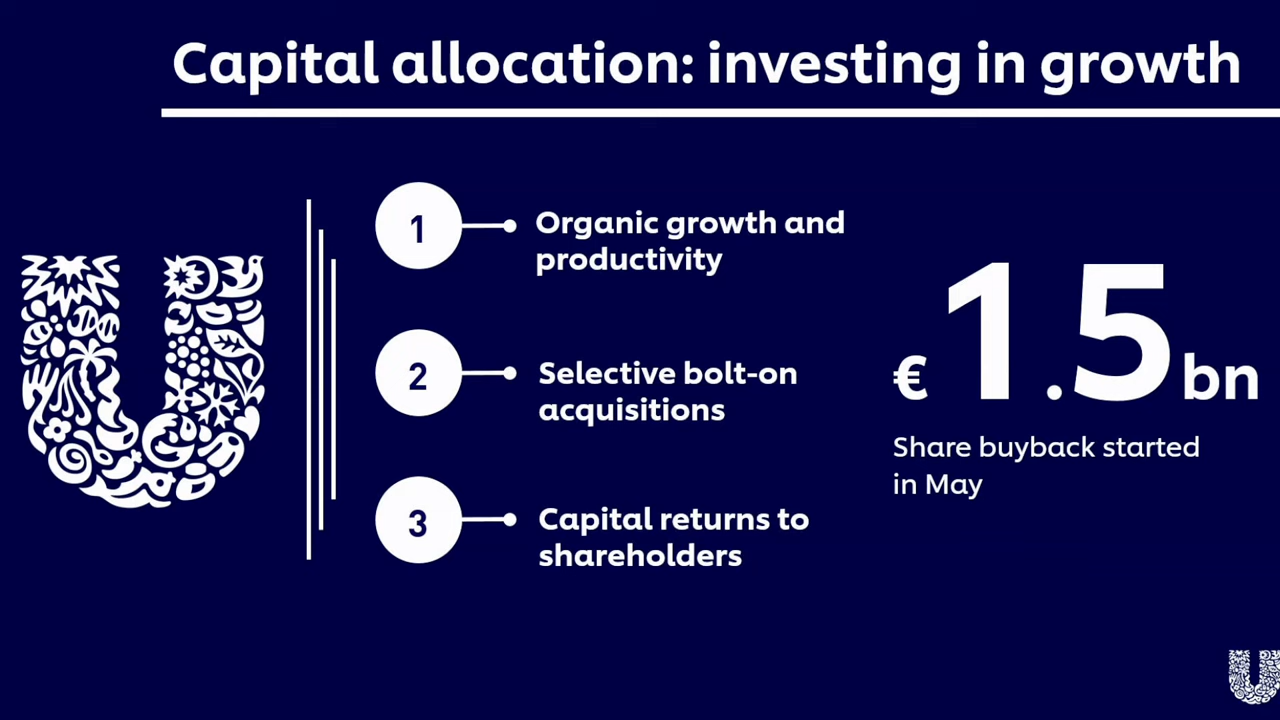 Capital allocation: investing in growth
1
Organic growth and
productivity
2
Selective bolt-on
acquisitions
3
Capital returns to
shareholders
€1.5bn
Share buyback started
in May